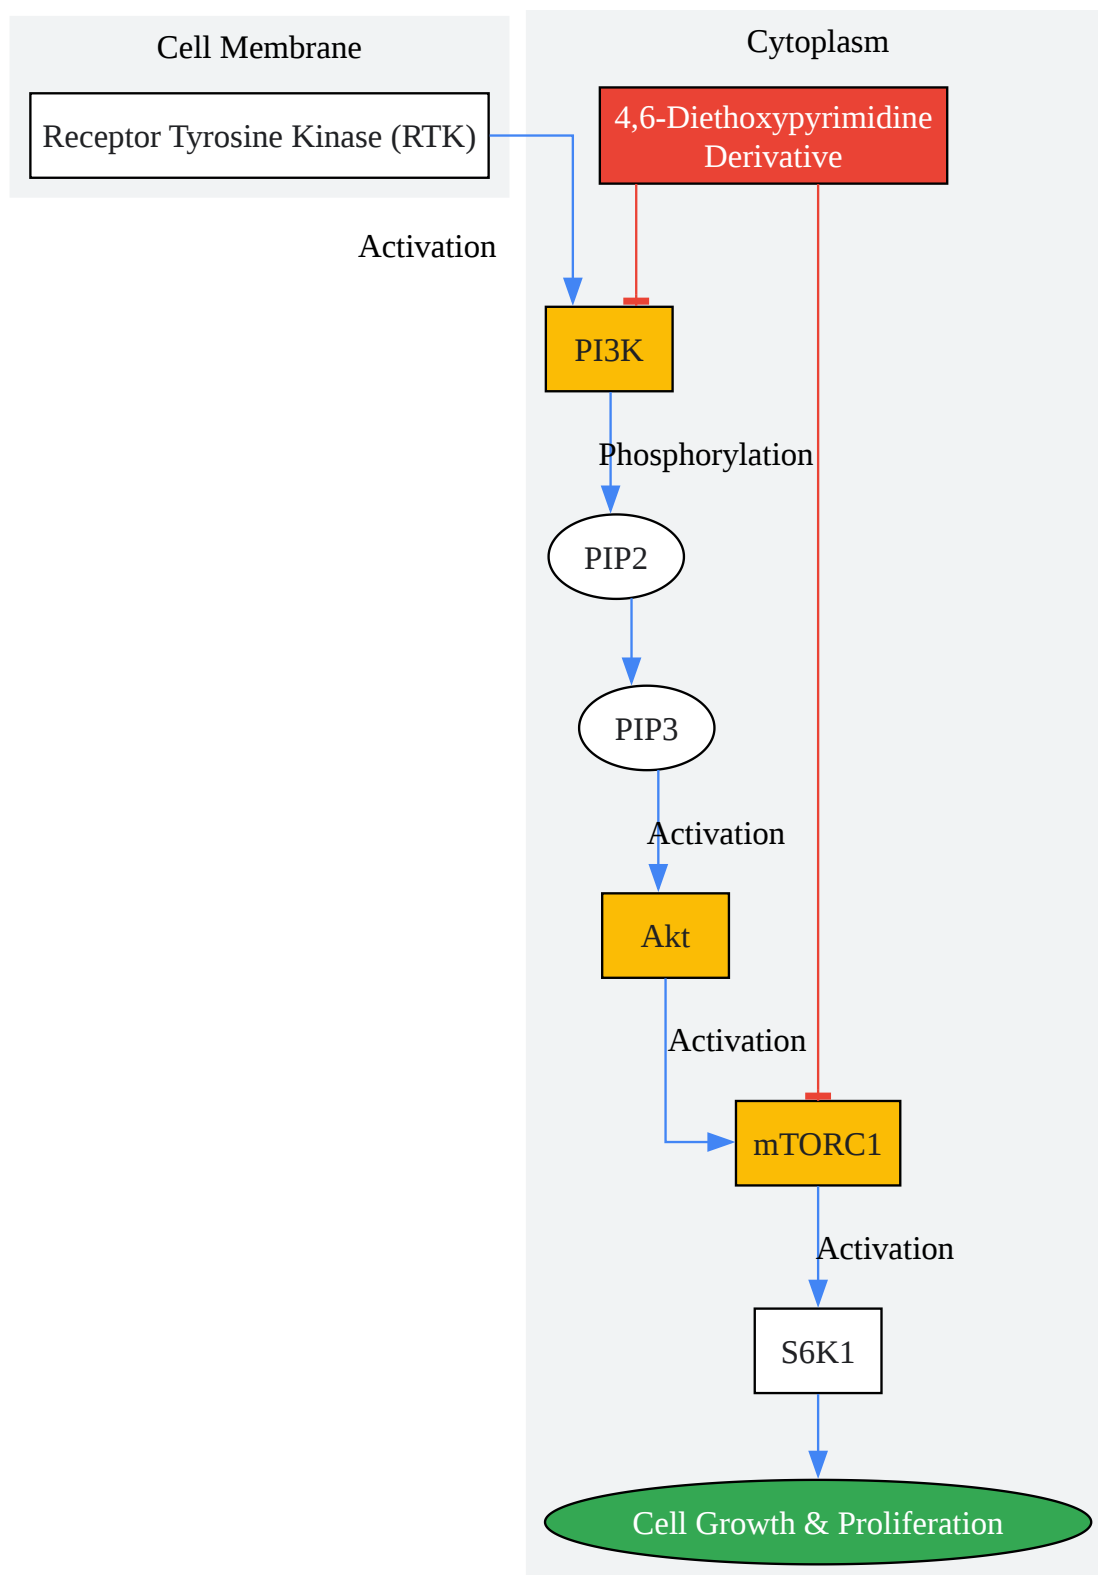 Cell Membrane
Cytoplasm
Receptor Tyrosine Kinase (RTK)
4,6-Diethoxypyrimidine
Derivative
Activation
PI3K
Phosphorylation
PIP2
PIP3
Activation
Akt
Activation
mTORC1
Activation
S6K1
Cell Growth & Proliferation